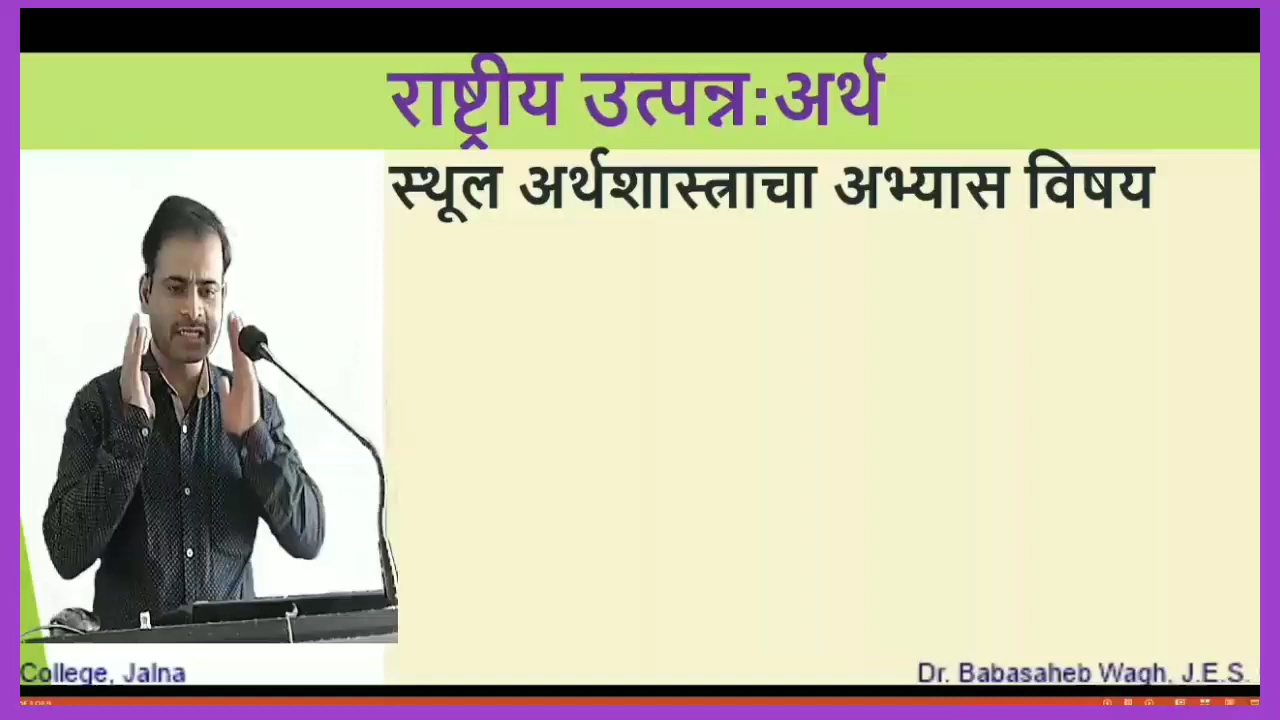 राष्ट्रीय उत्पन्न:अर्थ
स्थूल अर्थशास्त्राचा अभ्यास विषय
College, Jalna
Dr. Babasaheb Wagh, J.E.S.